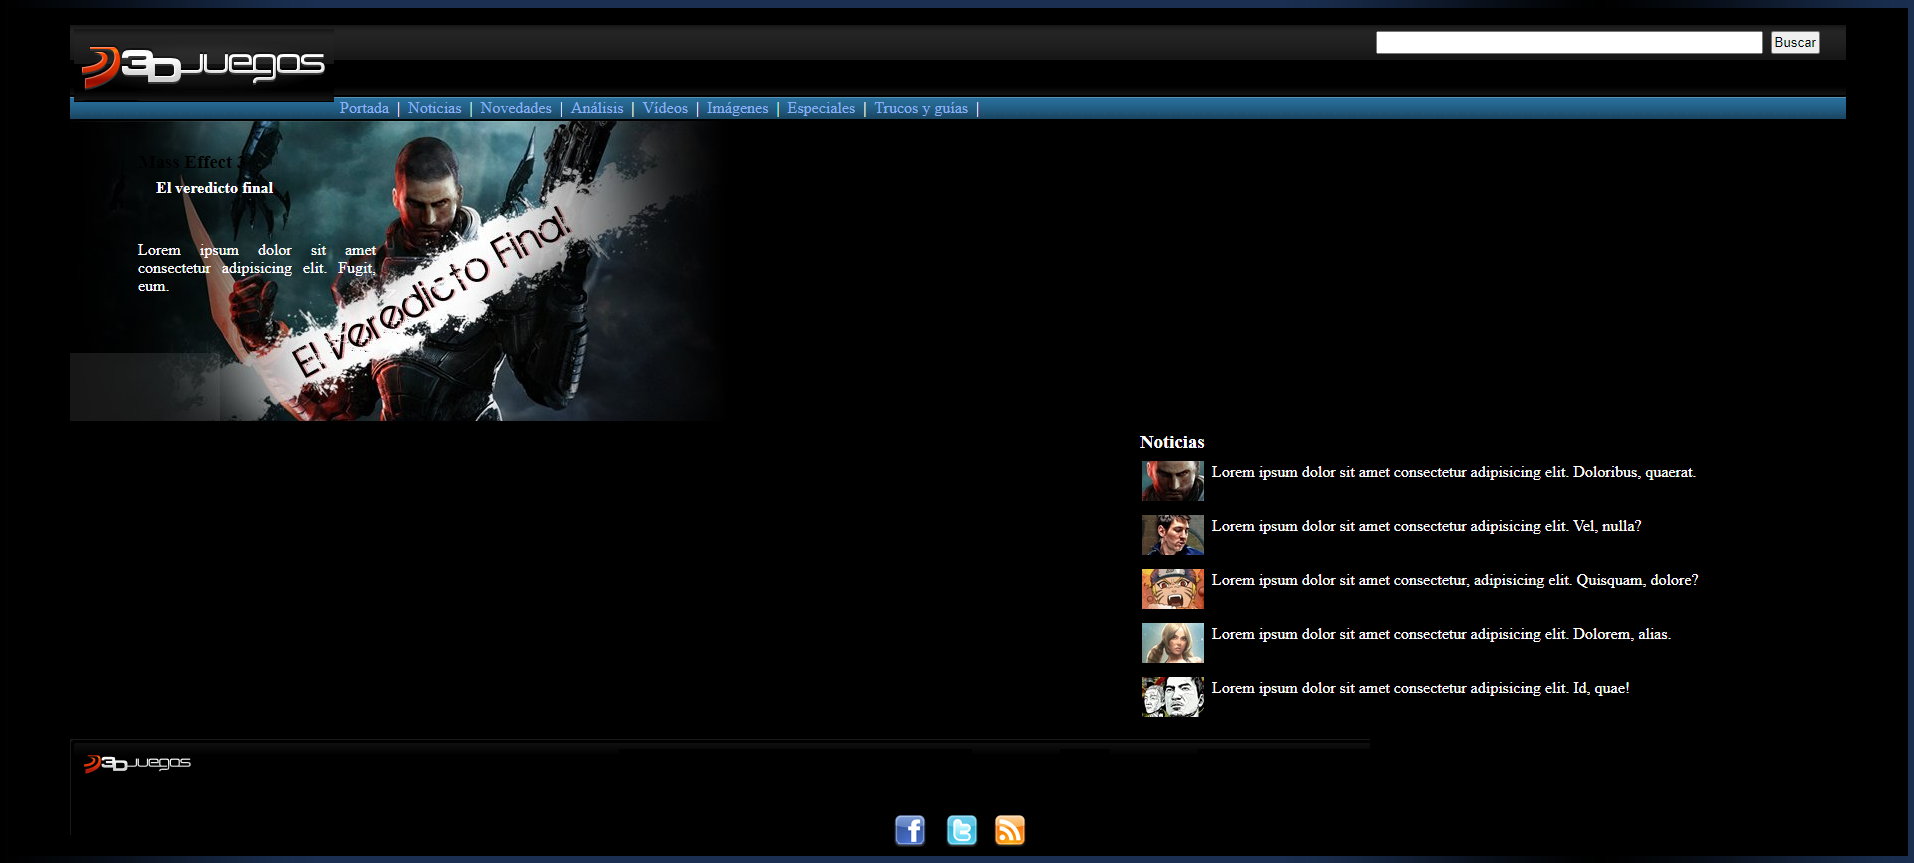 3DJuegos
Buscar
Portada | Noticias | Novedades | Análisis | Vídeos | Imágenes | Especiales | Trucos y guías |
Mass Effect 3
El veredicto final
Lorem ipsum dolor sit amet
consectetur adipisicing elit. Fugit,
eum.
El Veredicto Final
Noticias
Lorem ipsum dolor sit amet consectetur adipisicing elit. Doloribus, quaerat.
Lorem ipsum dolor sit amet consectetur adipisicing elit. Vel, nulla?
Lorem ipsum dolor sit amet consectetur, adipisicing elit. Quisquam, dolore?
Lorem ipsum dolor sit amet consectetur adipisicing elit. Dolorem, alias.
Lorem ipsum dolor sit amet consectetur adipisicing elit. Id, quae!
3DJuegos